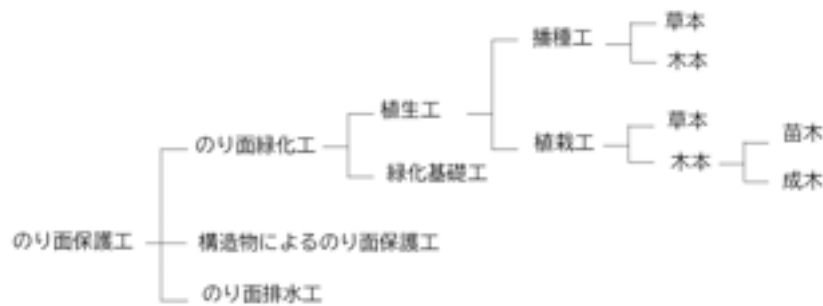 のり面保護工
のり面緑化工
植生工
播種工
草本
木本
植栽工
草本
木本
苗木
成木
緑化基礎工
構造物によるのり面保護工
のり面排水工